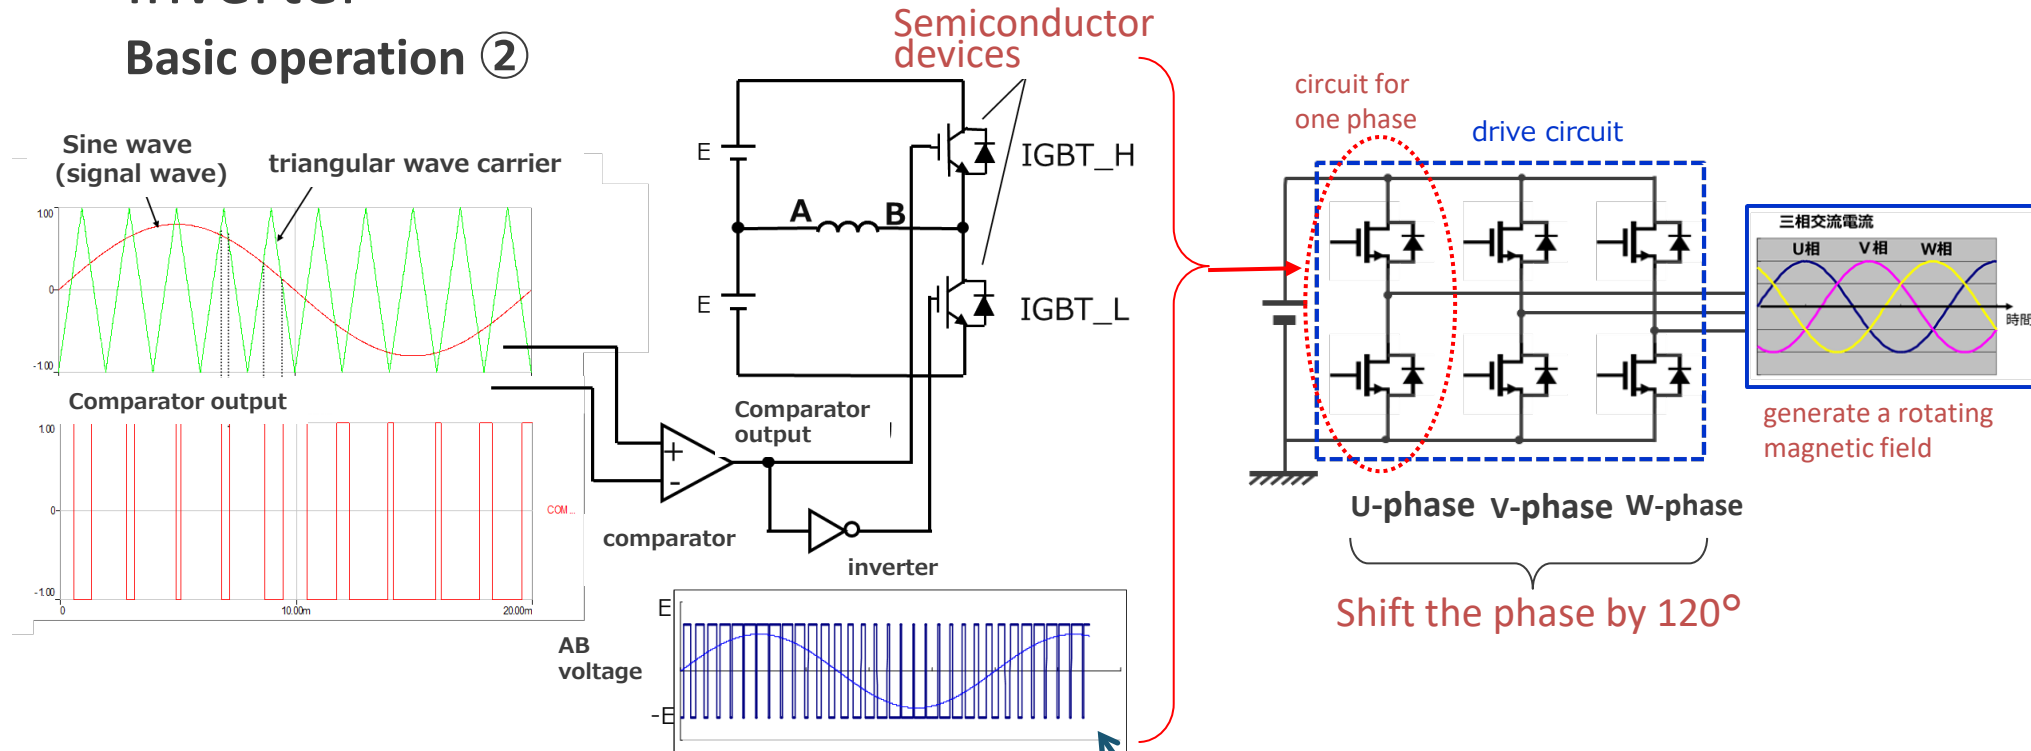 Inverter
Basic operation ②
Semiconductor
devices
Sine wave
(signal wave)
triangular wave carrier
100
0
-1.00
Comparator output
1.00
0
-1.00
0
10.00m
20.00m
COM...
E
E
A
B
IGBT_H
IGBT_L
Comparator
output
+
-
comparator
inverter
AB
voltage
E
-E
circuit for
one phase
drive circuit
三相交流電流
U相
V相
W相
時間
generate a rotating
magnetic field
U-phase
V-phase
W-phase
Shift the phase by 120°